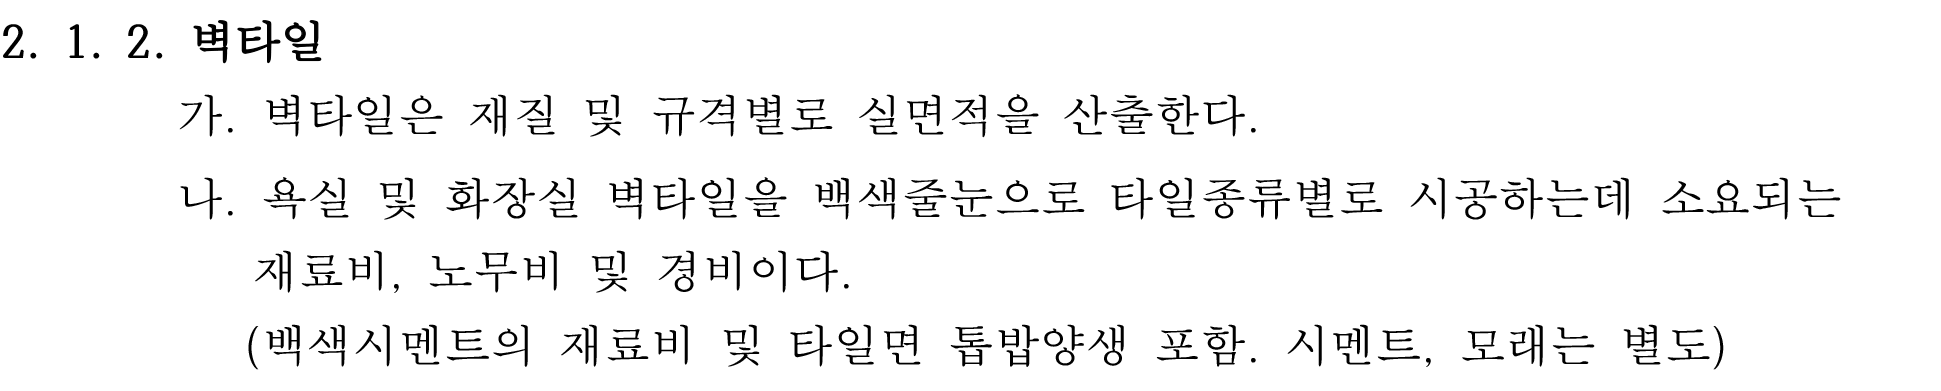 2. 1. 2. 벽타일
가. 벽타일은 재질 및 규격별로 실면적을 산출한다.
나. 욕실 및 화장실 벽타일을 백색줄눈으로 타일종류별로 시공하는데 소요되는
재료비, 노무비 및 경비이다.
(백색시멘트의 재료비 및 타일면 톱밥양생 포함. 시멘트, 모래는 별도)